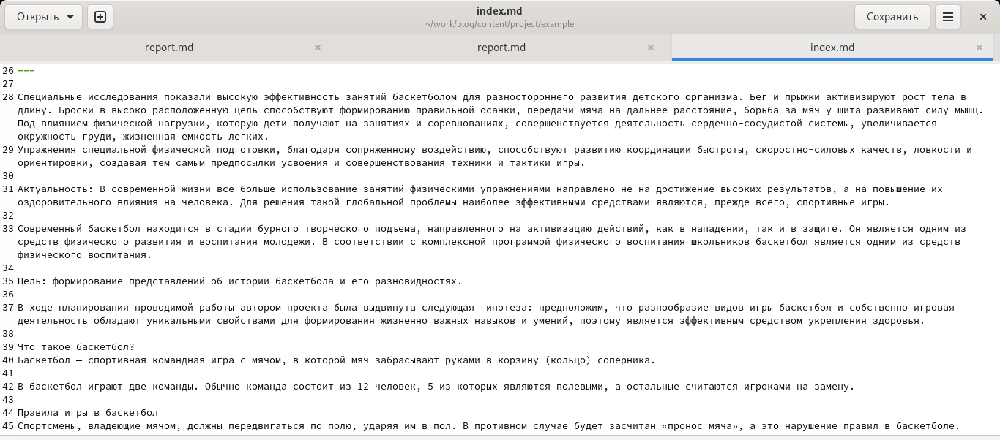 Открыть
index.md
~/work/blog/content/project/example
Сохранить
report.md
report.md
index.md
26 ---
27
28 Специальные исследования показали высокую эффективность занятий баскетболом для разностороннего развития детского организма. Бег и прыжки активизируют рост тела в
длину. Броски в высоко расположенную цель способствуют формированию правильной осанки, передачи мяча на дальнее расстояние, борьба за мяч у щита развивают силу мышц.
Под влиянием физической нагрузки, которую дети получают на занятиях и соревнованиях, совершенствуется деятельность сердечно-сосудистой системы, увеличивается
окружность груди, жизненная емкость легких.
29 Упражнения специальной физической подготовки, благодаря сопряженному воздействию, способствуют развитию координации быстроты, скоростно-силовых качеств, ловкости и
ориентировки, создавая тем самым предпосылки усвоения и совершенствования техники и тактики игры.
30
31 Актуальность: В современной жизни все больше использование занятий физическими упражнениями направлено не на достижение высоких результатов, а на повышение их
оздоровительного влияния на человека. Для решения такой глобальной проблемы наиболее эффективными средствами являются, прежде всего, спортивные игры.
32
33 Современный баскетбол находится в стадии бурного творческого подъема, направленного на активизацию действий, как в нападении, так и в защите. Он является одним из
средств физического развития и воспитания молодежи. В соответствии с комплексной программой физического воспитания школьников баскетбол является одним из средств
физического воспитания.
34
35 Цель: формирование представлений об истории баскетбола и его разновидностях.
36
37 В ходе планирования проводимой работы автором проекта была выдвинута следующая гипотеза: предположим, что разнообразие видов игры баскетбол и собственно игровая
деятельность обладают уникальными свойствами для формирования жизненно важных навыков и умений, поэтому является эффективным средством укрепления здоровья.
38
39 Что такое баскетбол?
40 Баскетбол — спортивная командная игра с мячом, в которой мяч забрасывают руками в корзину (кольцо) соперника.
41
42 В баскетбол играют две команды. Обычно команда состоит из 12 человек, 5 из которых являются полевыми, а остальные считаются игроками на замену.
43
44 Правила игры в баскетбол
45 Спортсмены, владеющие мячом, должны передвигаться по полю, ударяя им в пол. В противном случае будет засчитан «пронос мяча», а это нарушение правил в баскетболе.